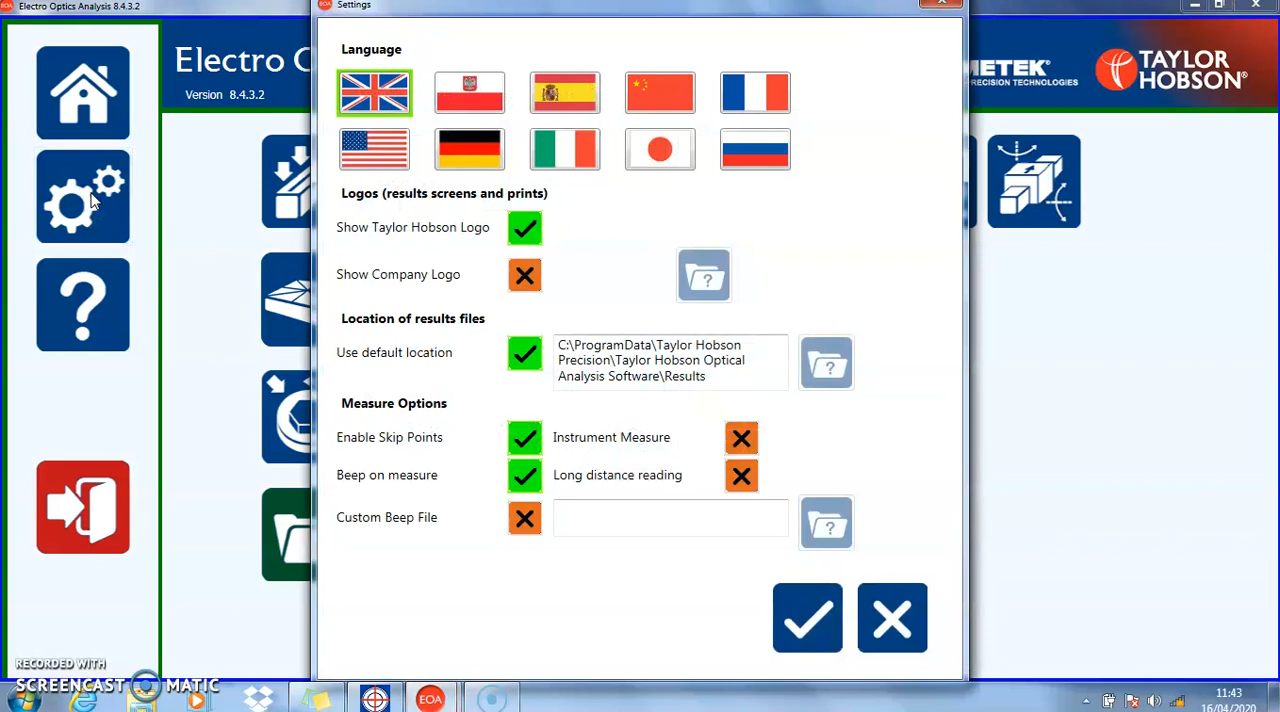 Electro Optics Analysis 8.4.3.2
Settings
Electro
Version 8.4.3.2
METEK
ECISION TECHNOLOGIES
TAYLOR
HOBSON®
Language
Logos (results screens and prints)
Show Taylor Hobson Logo
Show Company Logo
Location of results files
Use default location
C:\ProgramData\Taylor Hobson
Precision\Taylor Hobson Optical
Analysis Software\Results
Measure Options
Enable Skip Points
Instrument Measure
Beep on measure
Long distance reading
Custom Beep File
RECORDED WITH
SCREENCAST MATIC
EOA
11:43
16/04/2020